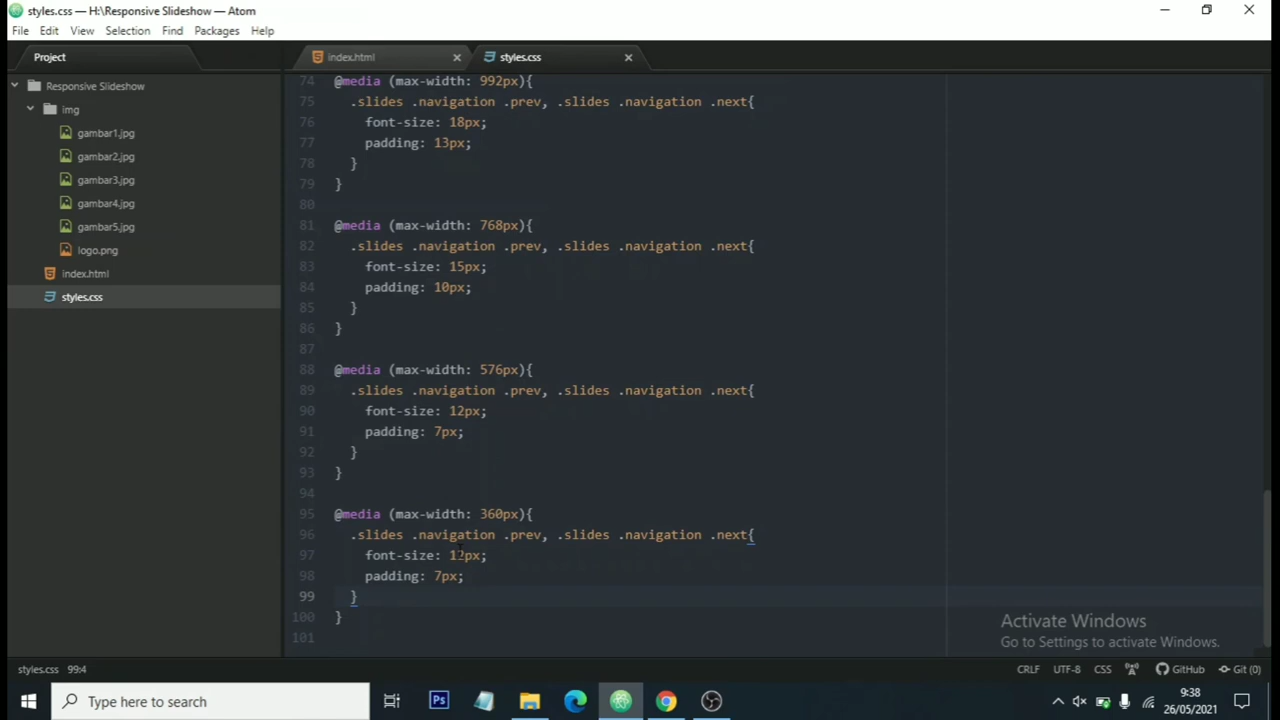 styles.css — H:\Responsive Slideshow — Atom
File Edit View Selection Find Packages Help
Project
index.html
styles.css
Responsive Slideshow
img
gambar1.jpg
gambar2.jpg
gambar3.jpg
gambar4.jpg
gambar5.jpg
logo.png
index.html
styles.css
74 @media (max-width: 992px){
75 .slides .navigation .prev, .slides .navigation .next{
76 font-size: 18px;
77 padding: 13px;
78 }
79 }
80
81 @media (max-width: 768px){
82 .slides .navigation .prev, .slides .navigation .next{
83 font-size: 15px;
84 padding: 10px;
85 }
86 }
87
88 @media (max-width: 576px){
89 .slides .navigation .prev, .slides .navigation .next{
90 font-size: 12px;
91 padding: 7px;
92 }
93 }
94
95 @media (max-width: 360px){
96 .slides .navigation .prev, .slides .navigation .next{
97 font-size: 12px;
98 padding: 7px;
99 }
100 }
101
Activate Windows
Go to Settings to activate Windows.
styles.css 99:4
CRLF UTF-8 CSS GitHub Git (0)
Type here to search
Ps
9:38
26/05/2021